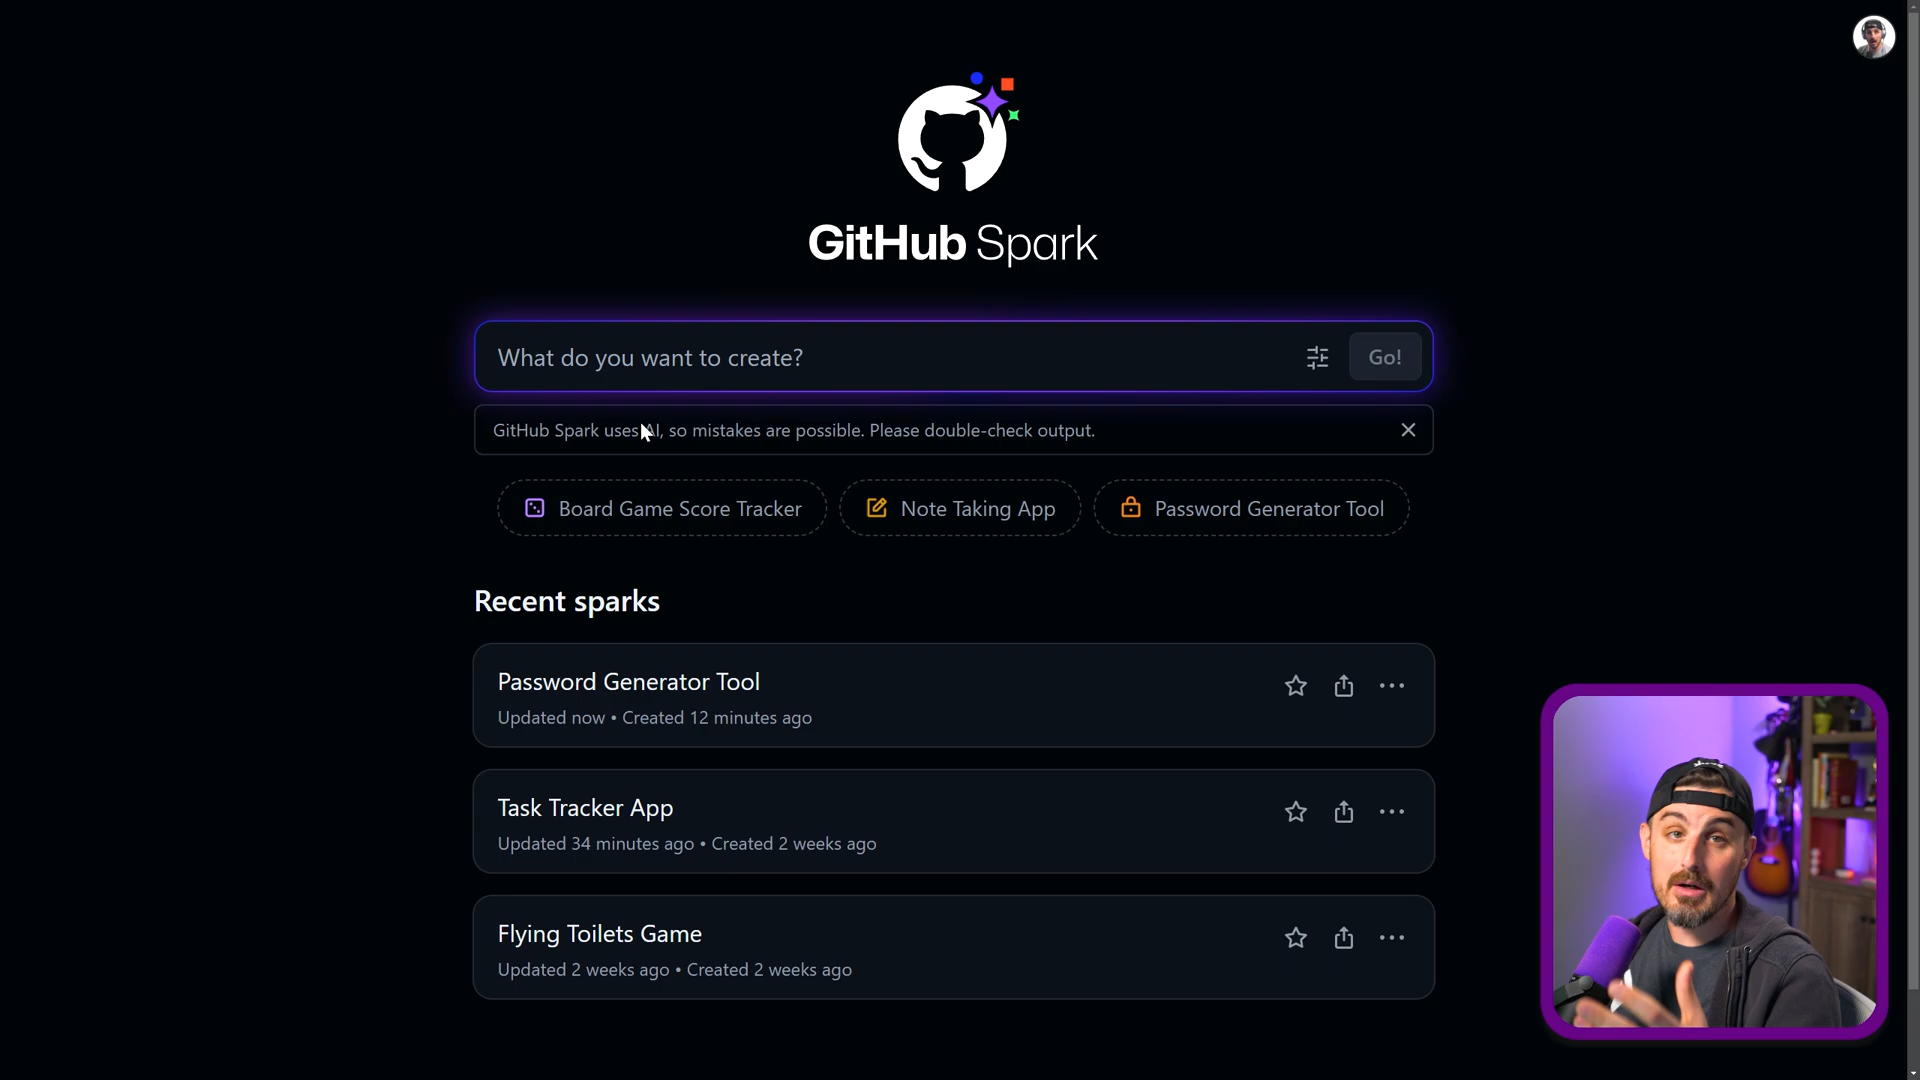 GitHub Spark
What do you want to create?
Go!
GitHub Spark uses AI, so mistakes are possible. Please double-check output.
Board Game Score Tracker
Note Taking App
Password Generator Tool
Recent sparks
Password Generator Tool
Updated now • Created 12 minutes ago
Task Tracker App
Updated 34 minutes ago • Created 2 weeks ago
Flying Toilets Game
Updated 2 weeks ago • Created 2 weeks ago